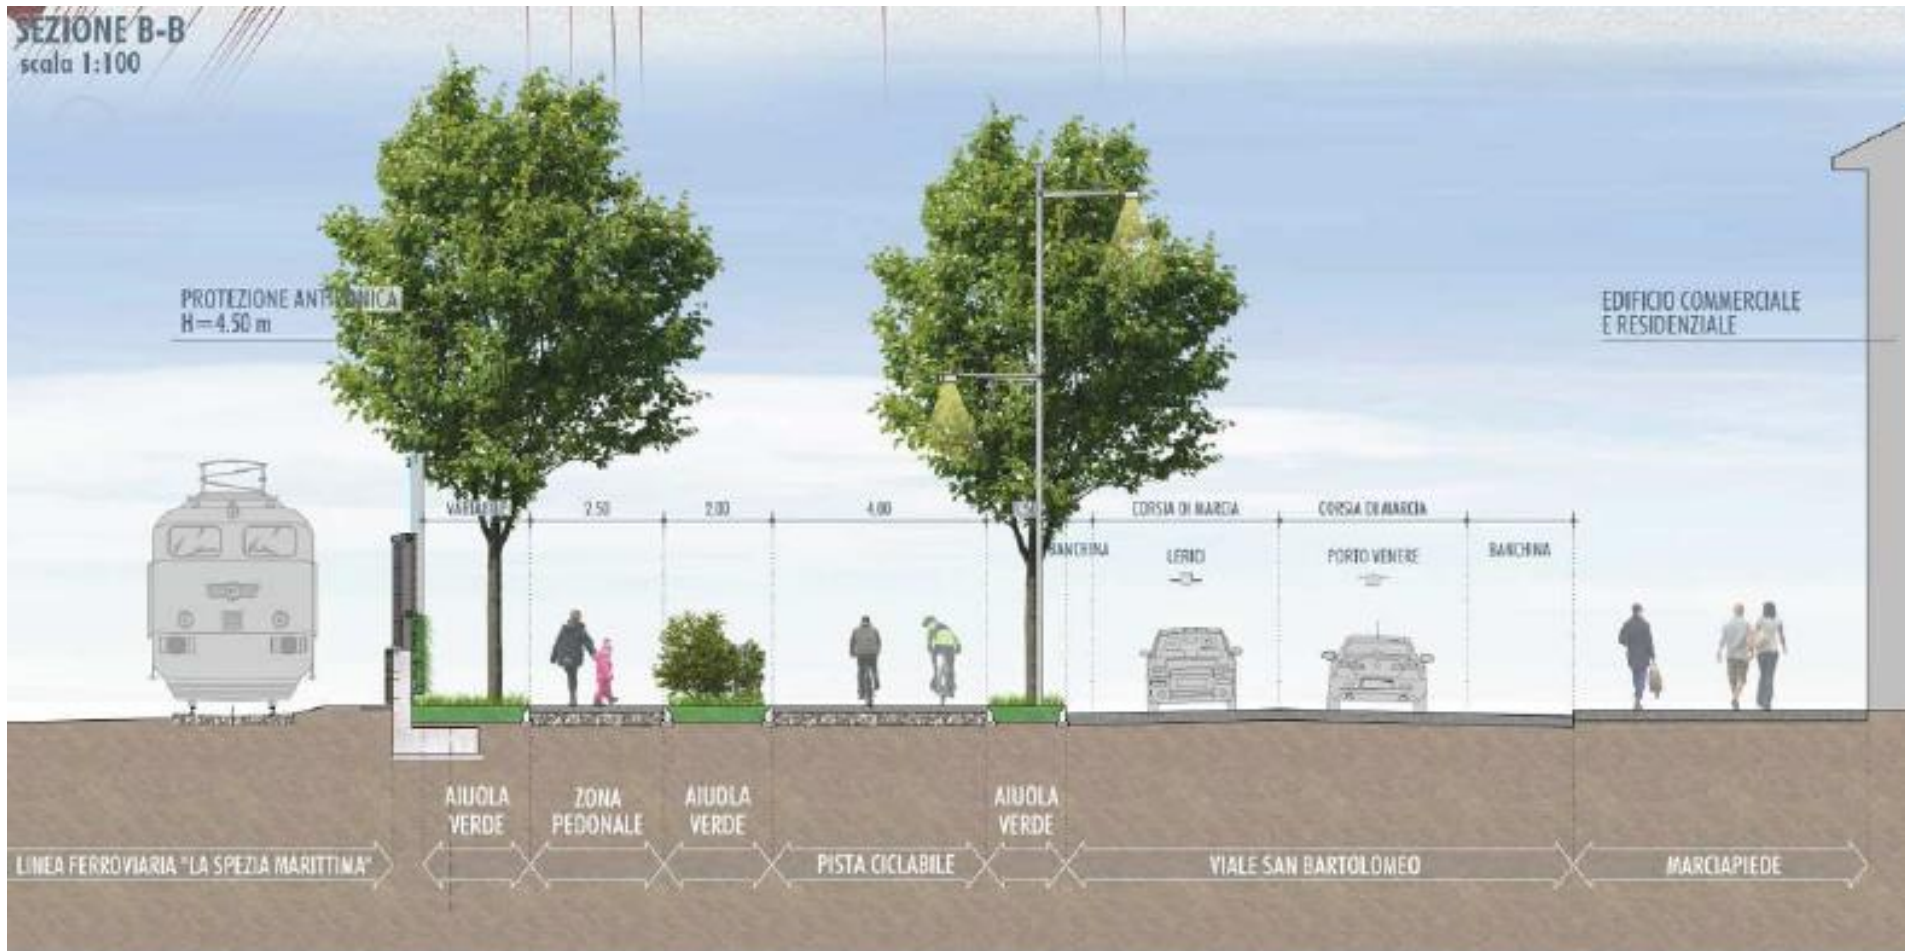 SEZIONE B-B
scala 1:100
PROTEZIONE ANTIFONICA
H=4.50 m
EDIFICIO COMMERCIALE
E RESIDENZIALE
VARIABILE
2.50
2.00
4.00
1.50
CORSIA DI MARCIA
CORSIA DI MARCIA
BANCHINA
LERICI
PORTO VENERE
BANCHINA
AIUOLA
VERDE
ZONA
PEDONALE
AIUOLA
VERDE
AIUOLA
VERDE
LINEA FERROVIARIA "LA SPEZIA MARITTIMA"
PISTA CICLABILE
VIALE SAN BARTOLOMEO
MARCIAPIEDE